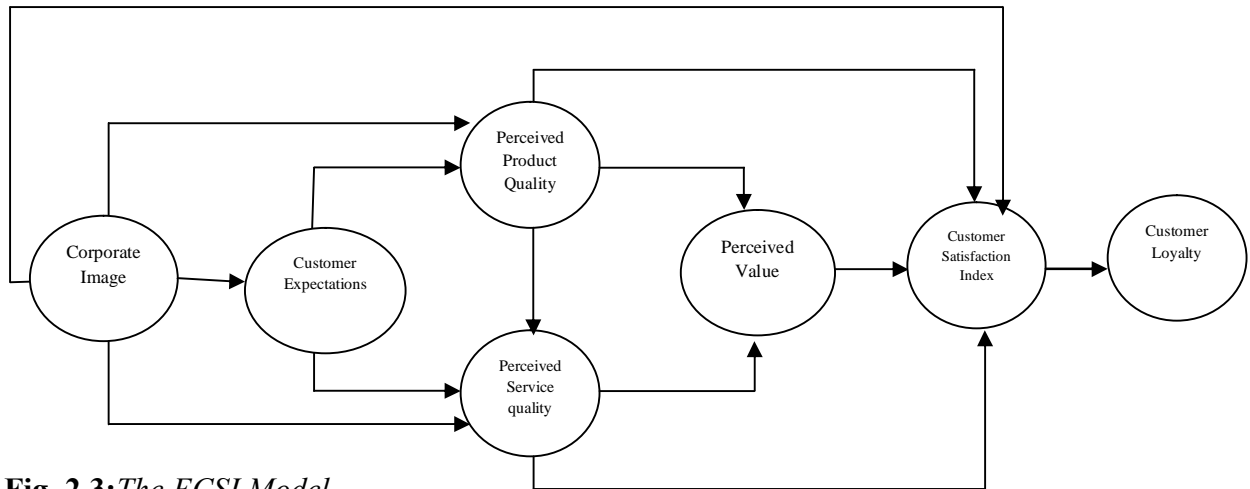 Perceived
Product
Quality
Corporate
Image
Customer
Expectations
Perceived
Value
Customer
Satisfaction
Index
Customer
Loyalty
Perceived
Service
quality
Fig. 2.3:The ECSI Model